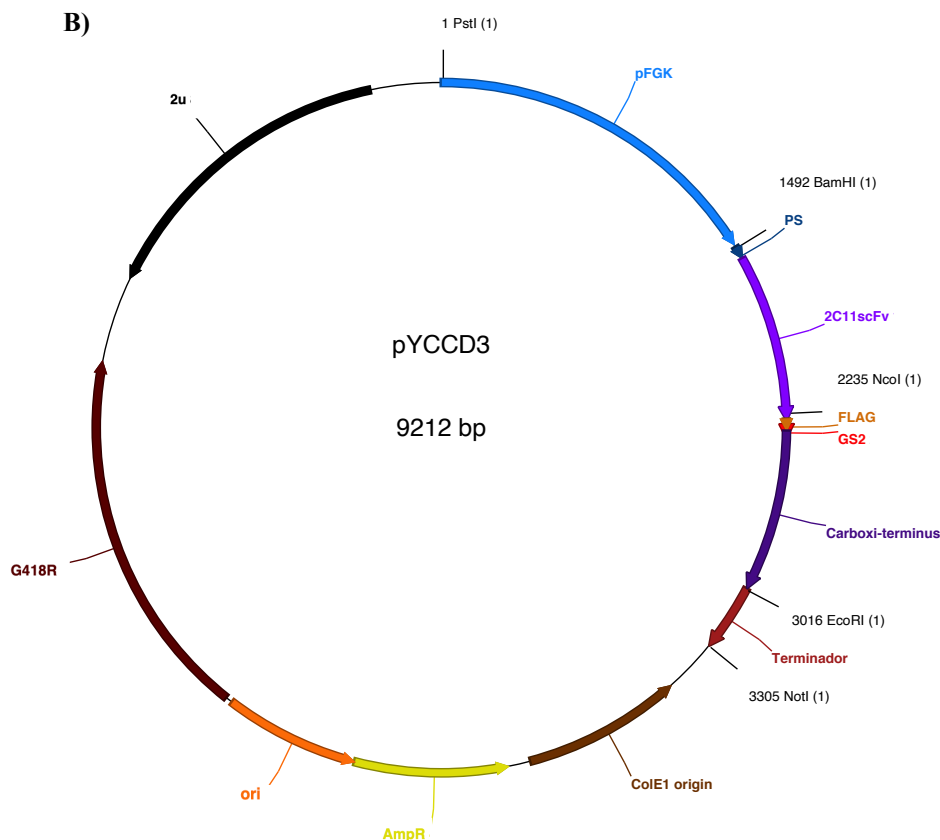 B)
1 PstI (1)
pFGK
2u
1492 BamHI (1)
PS
2C11scFv
pYCCD3
2235 NcoI (1)
9212 bp
FLAG
GS2
Carboxi-terminus
G418R
3016 EcoRI (1)
Terminador
3305 NotI (1)
ColE1 origin
ori
AmpR